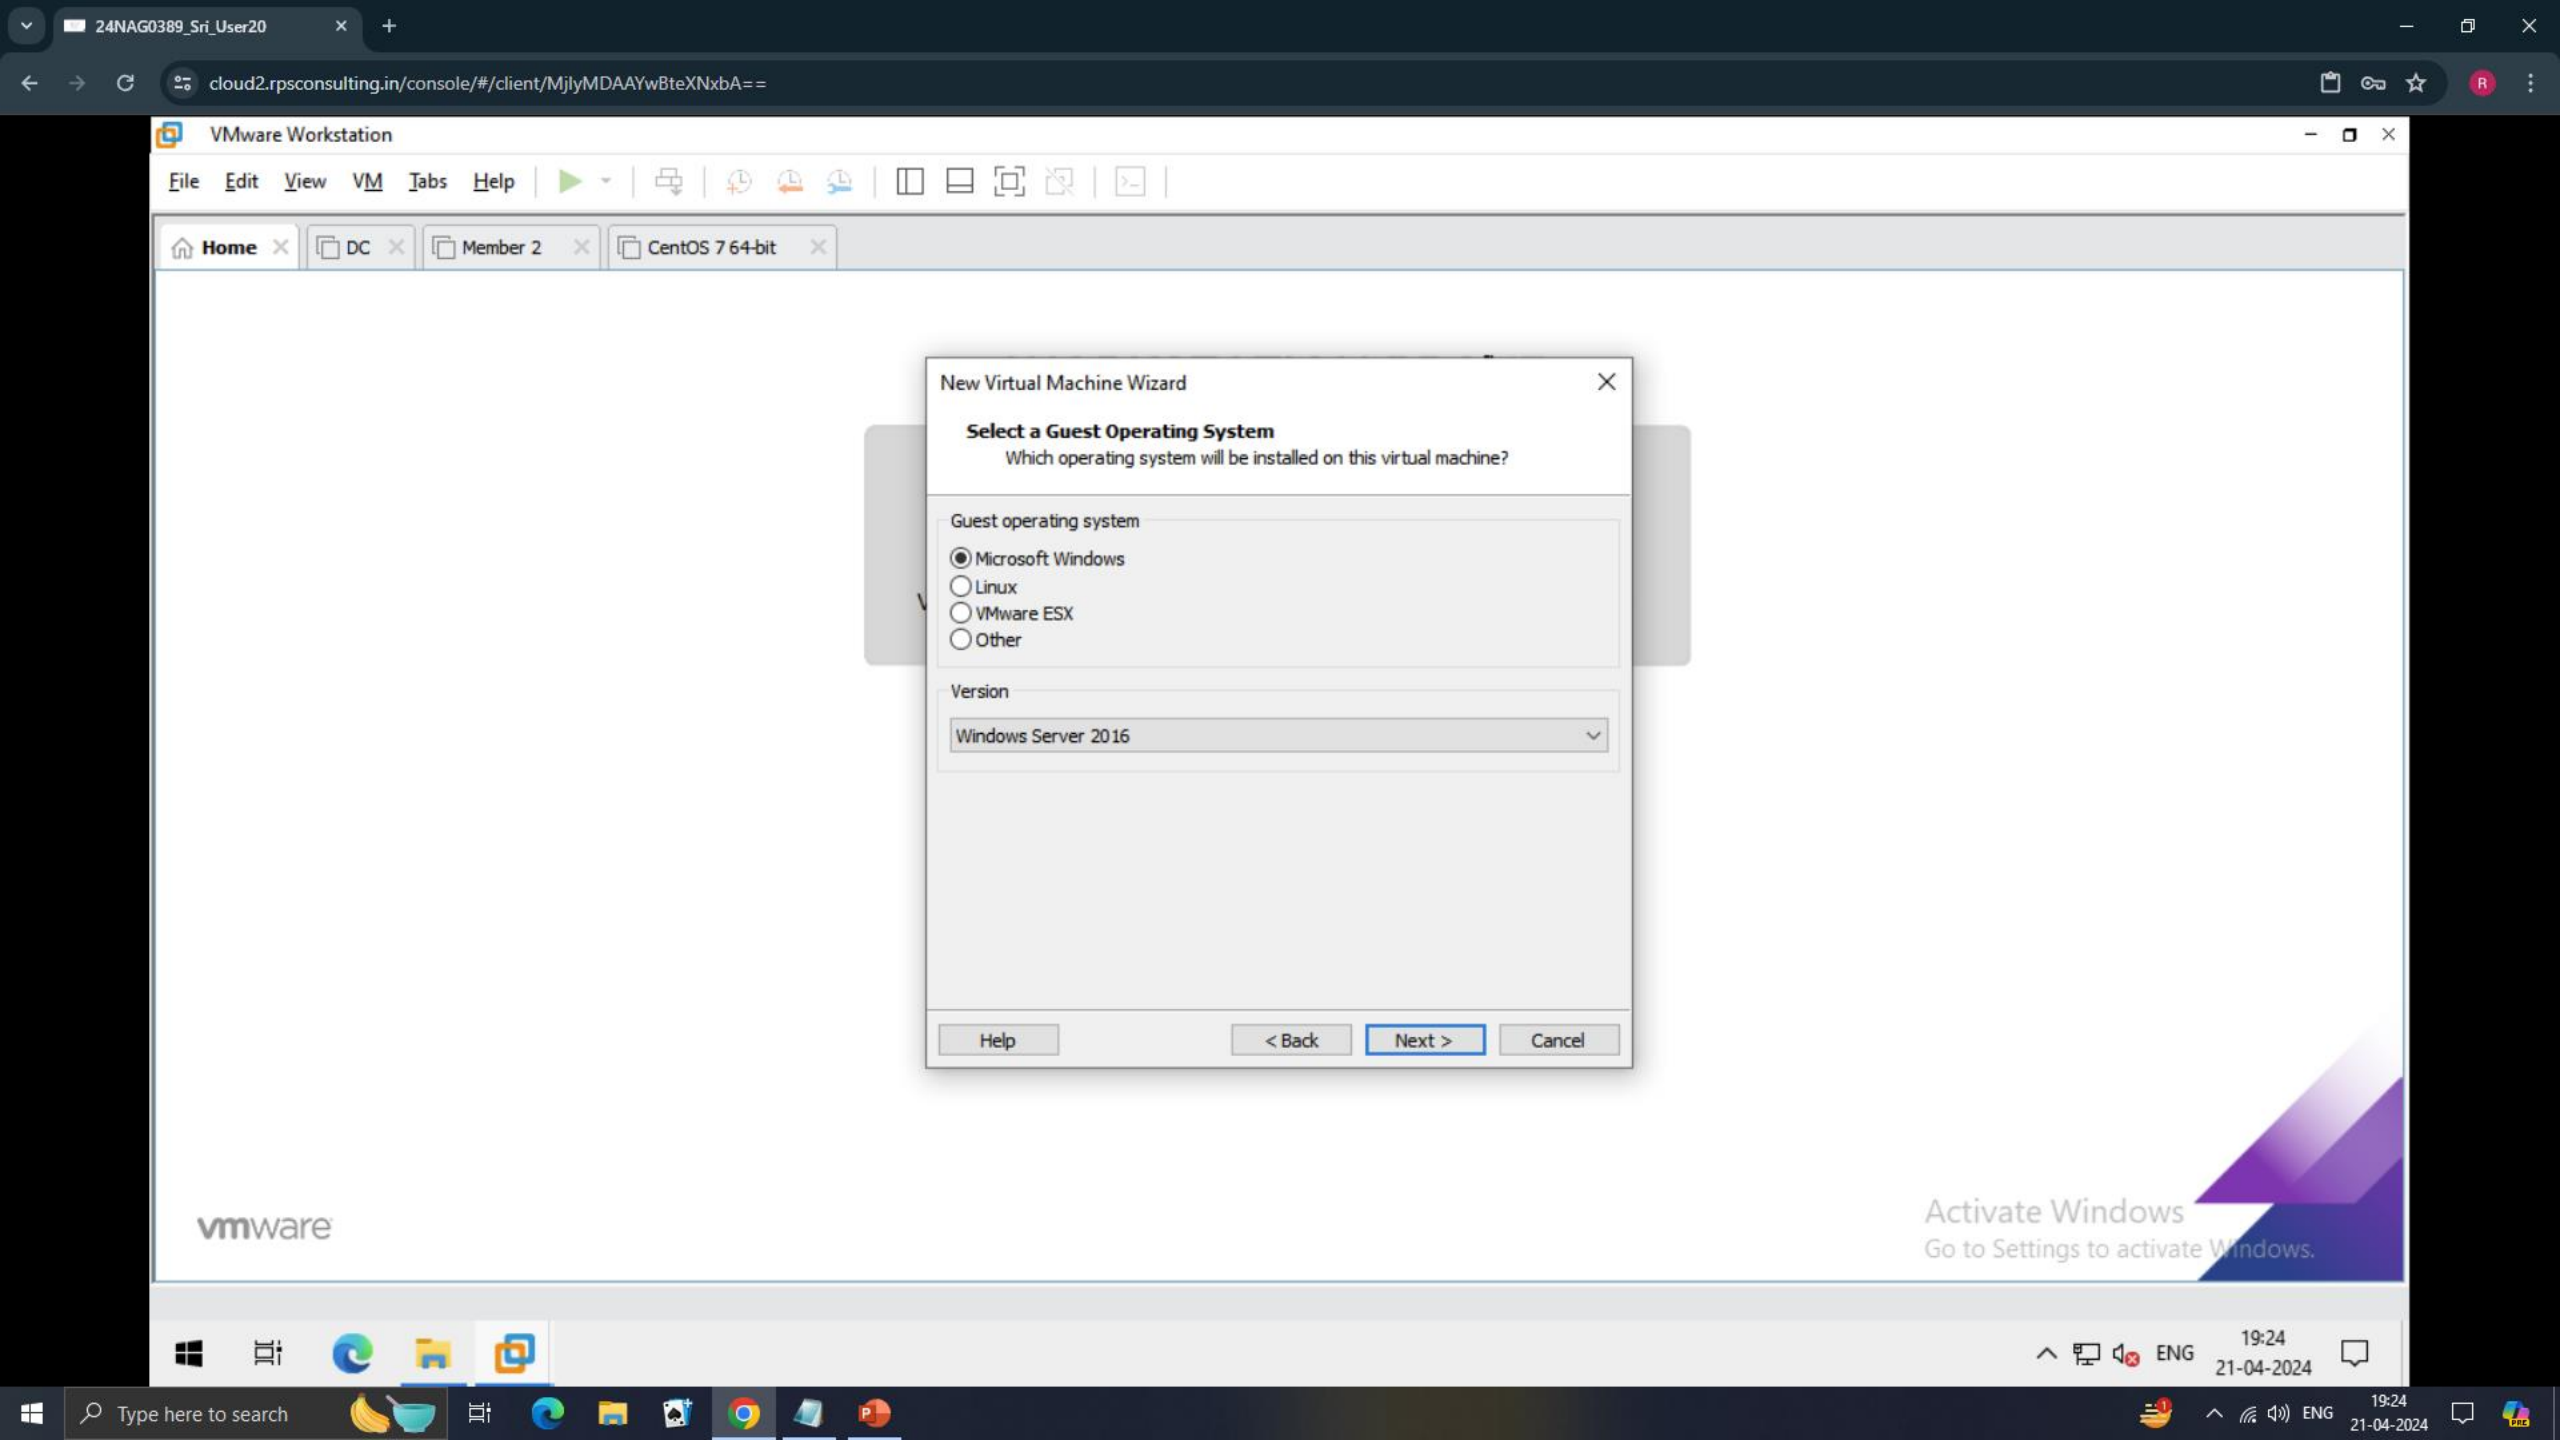 24NAG0389_Sri_User20
cloud2.rpsconsulting.in/console/#/client/MjIyMDAAYwBteXNxbA==
R
VMware Workstation
File Edit View VM Tabs Help
Home DC Member 2 CentOS 7 64-bit
New Virtual Machine Wizard
Select a Guest Operating System
Which operating system will be installed on this virtual machine?
Guest operating system
Microsoft Windows
Linux
VMware ESX
Other
Version
Windows Server 2016
Help < Back Next > Cancel
Activate Windows
vmware
Go to Settings to activate Windows.
19:24
ENG
21-04-2024
Type here to search
1
19:24
ENG
21-04-2024
PRE